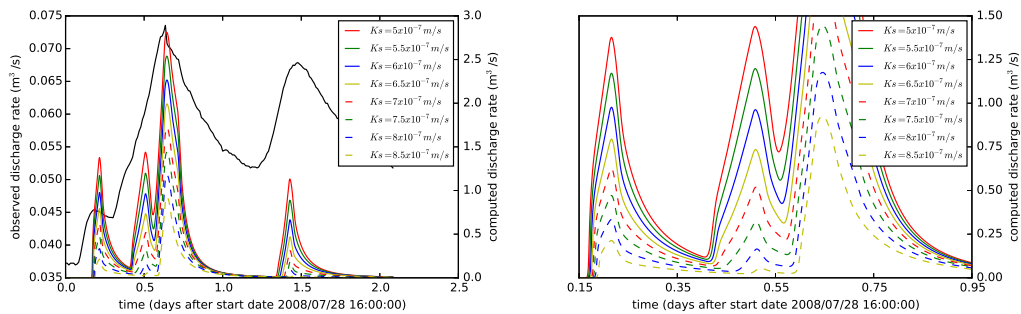 observed discharge rate (m³ /s)
0.075
0.070
0.065
0.060
0.055
0.050
0.045
0.040
0.035
0.0
0.5
1.0
1.5
2.0
2.5
time (days after start date 2008/07/28 16:00:00)
3.0
2.5
2.0
1.5
1.0
0.5
0.0
computed discharge rate (m³ /s)
Ks = 5x10⁻⁷ m/s
Ks = 5.5x10⁻⁷ m/s
Ks = 6x10⁻⁷ m/s
Ks = 6.5x10⁻⁷ m/s
Ks = 7x10⁻⁷ m/s
Ks = 7.5x10⁻⁷ m/s
Ks = 8x10⁻⁷ m/s
Ks = 8.5x10⁻⁷ m/s
0.15
0.35
0.55
0.75
0.95
time (days after start date 2008/07/28 16:00:00)
1.50
1.25
1.00
0.75
0.50
0.25
0.00
computed discharge rate (m³ /s)
Ks = 5x10⁻⁷ m/s
Ks = 5.5x10⁻⁷ m/s
Ks = 6x10⁻⁷ m/s
Ks = 6.5x10⁻⁷ m/s
Ks = 7x10⁻⁷ m/s
Ks = 7.5x10⁻⁷ m/s
Ks = 8x10⁻⁷ m/s
Ks = 8.5x10⁻⁷ m/s